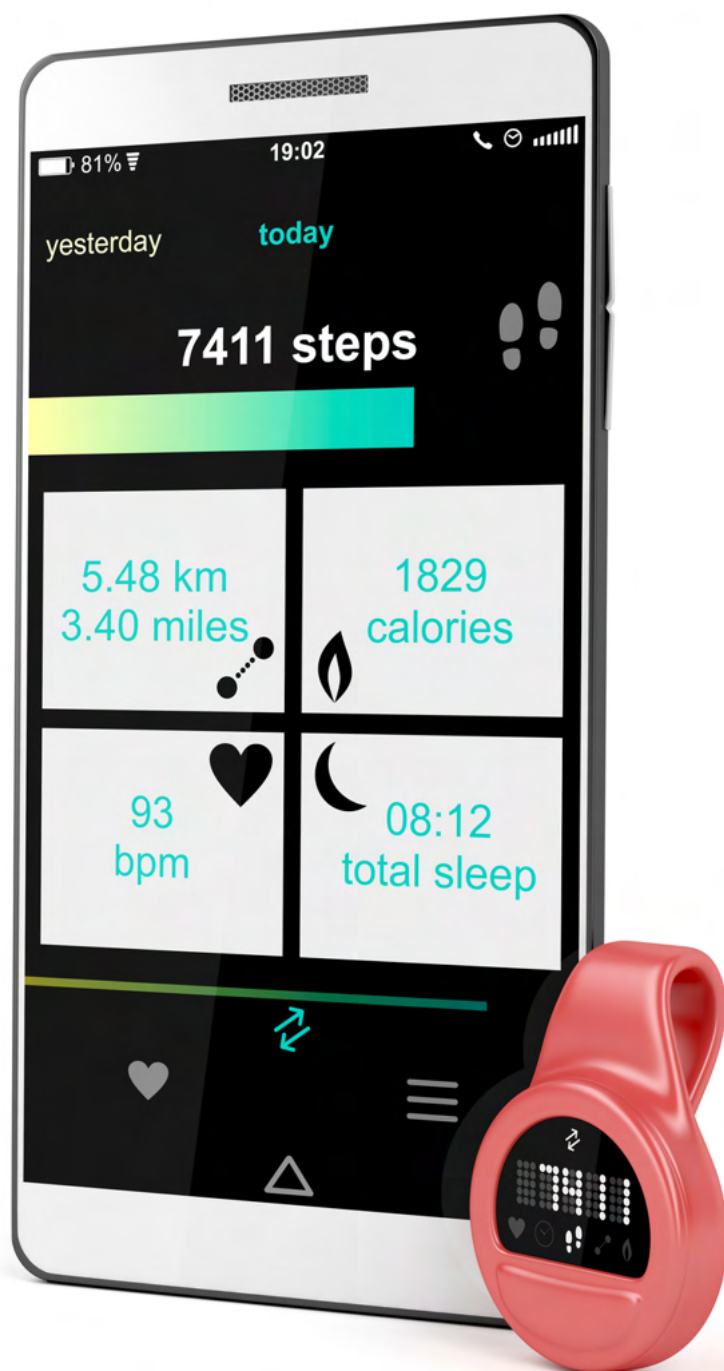 81%
19:02
yesterday
today
7411 steps
5.48 km
3.40 miles
1829
calories
93
bpm
08:12
total sleep
7411